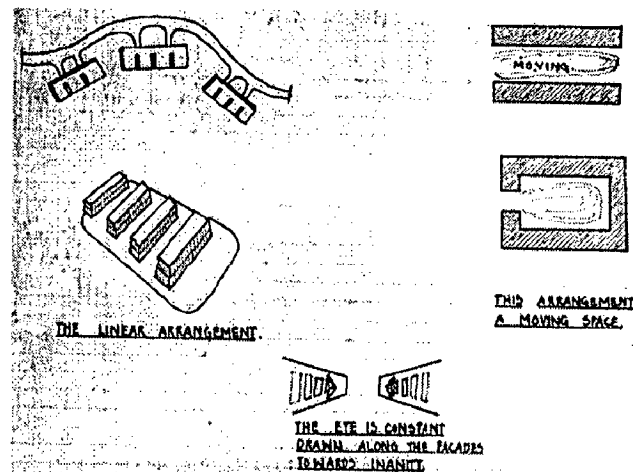 MOVING
THE LINEAR ARRANGEMENT.
THIS ARRANGEMENT
A MOVING SPACE.
THE EYE IS CONSTANT
DRAWN ALONG THE FACADES
TOWARDS INANITY